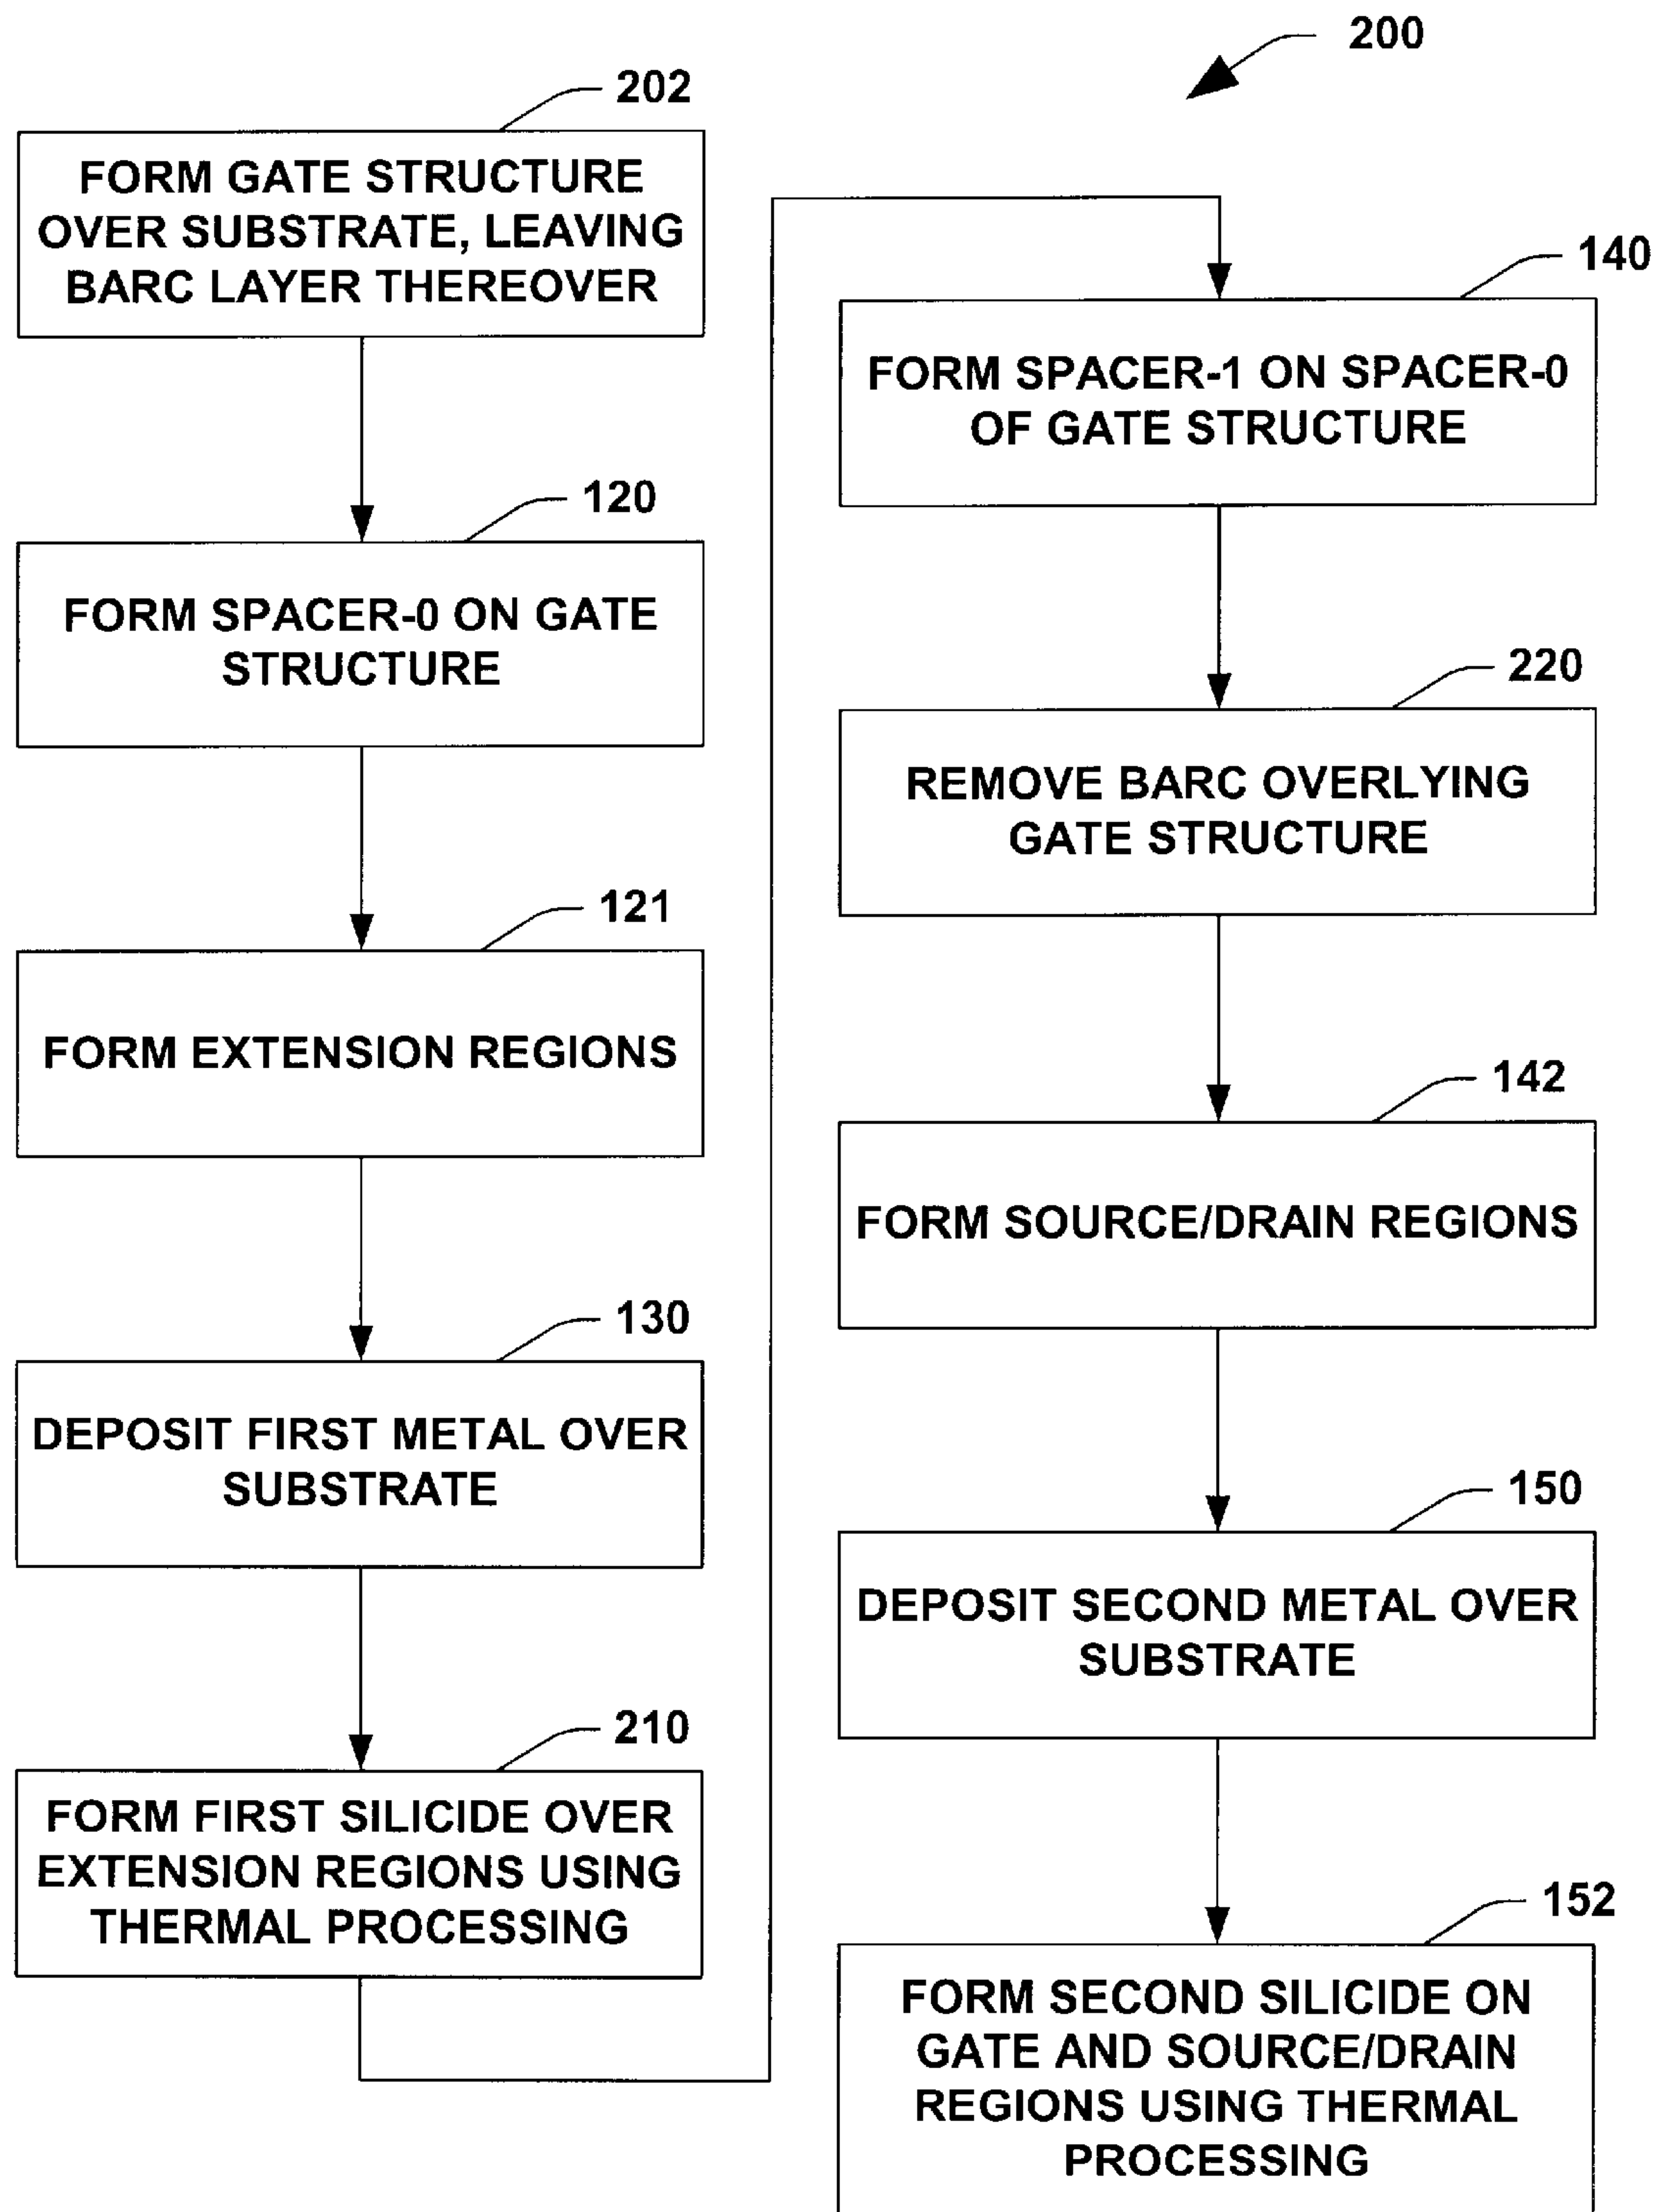 200
202
FORM GATE STRUCTURE
OVER SUBSTRATE, LEAVING
BARC LAYER THEREOVER
120
FORM SPACER-0 ON GATE
STRUCTURE
121
FORM EXTENSION REGIONS
130
DEPOSIT FIRST METAL OVER
SUBSTRATE
210
FORM FIRST SILICIDE OVER
EXTENSION REGIONS USING
THERMAL PROCESSING
140
FORM SPACER-1 ON SPACER-0
OF GATE STRUCTURE
220
REMOVE BARC OVERLYING
GATE STRUCTURE
142
FORM SOURCE/DRAIN REGIONS
150
DEPOSIT SECOND METAL OVER
SUBSTRATE
152
FORM SECOND SILICIDE ON
GATE AND SOURCE/DRAIN
REGIONS USING THERMAL
PROCESSING